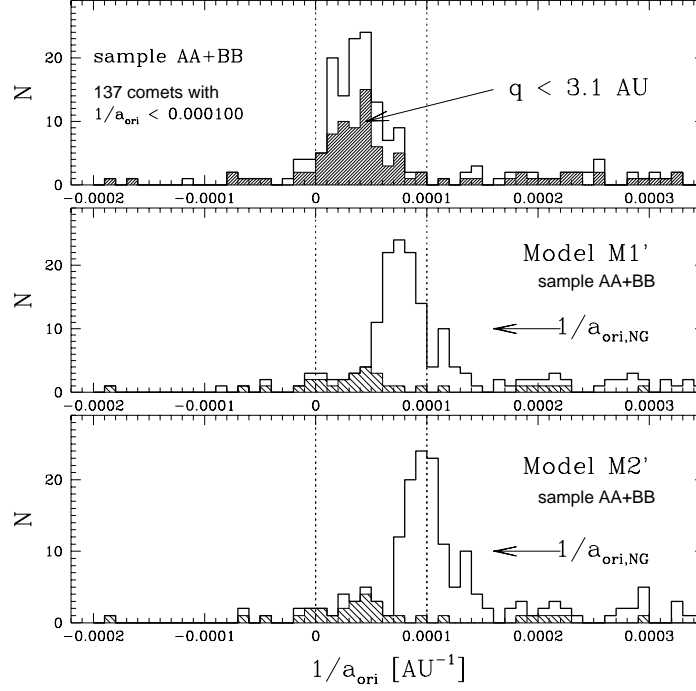 20
10
0
N
sample AA+BB
137 comets with
1/a_ori < 0.000100
q < 3.1 AU
−0.0002 −0.0001 0 0.0001 0.0002 0.0003
20
10
0
N
Model M1'
sample AA+BB
1/a_ori,NG
−0.0002 −0.0001 0 0.0001 0.0002 0.0003
20
10
0
N
Model M2'
sample AA+BB
1/a_ori,NG
−0.0002 −0.0001 0 0.0001 0.0002 0.0003
1/a_ori [AU⁻¹]